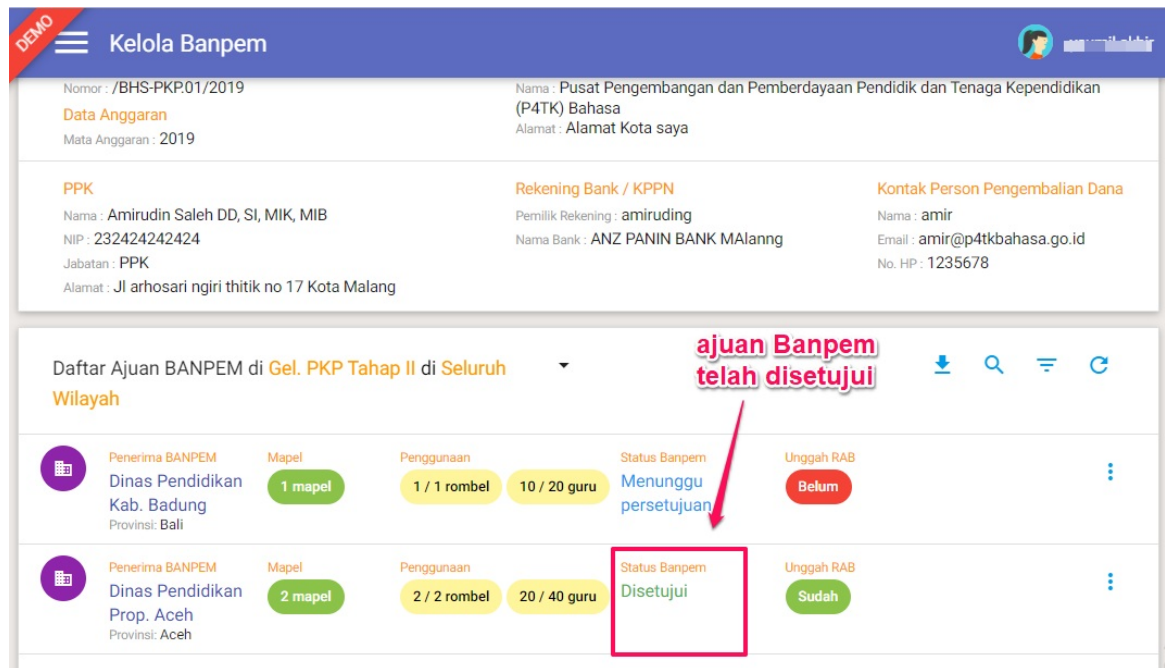 DEMO
Kelola Banpem
Nomor : /BHS-PKP.01/2019
Data Anggaran
Mata Anggaran : 2019
Nama : Pusat Pengembangan dan Pemberdayaan Pendidik dan Tenaga Kependidikan
(P4TK) Bahasa
Alamat : Alamat Kota saya
PPK
Nama : Amirudin Saleh DD, SI, MIK, MIB
NIP : 232424242424
Jabatan : PPK
Alamat : Jl arhosari ngiri thitik no 17 Kota Malang
Rekening Bank / KPPN
Pemilik Rekening : amiruding
Nama Bank : ANZ PANIN BANK MAlanng
Kontak Person Pengembalian Dana
Nama : amir
Email : amir@p4tkbahasa.go.id
No. HP : 1235678
Daftar Ajuan BANPEM di Gel. PKP Tahap II di Seluruh
Wilayah
ajuan Banpem
telah disetujui
Penerima BANPEM
Dinas Pendidikan
Kab. Badung
Provinsi: Bali
Mapel
1 mapel
Penggunaan
1 / 1 rombel
10 / 20 guru
Status Banpem
Menunggu
persetujuan
Unggah RAB
Belum
Penerima BANPEM
Dinas Pendidikan
Prop. Aceh
Provinsi: Aceh
Mapel
2 mapel
Penggunaan
2 / 2 rombel
20 / 40 guru
Status Banpem
Disetujui
Unggah RAB
Sudah